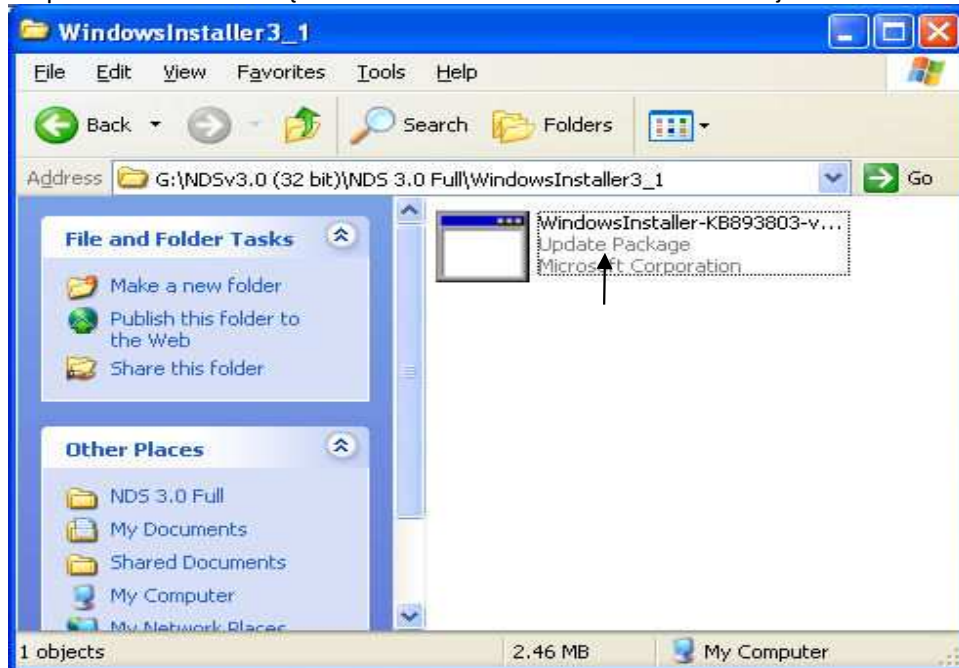 WindowsInstaller3_1
File Edit View Favorites Tools Help
Back Search Folders
Address G:\NDSv3.0 (32 bit)\NDS 3.0 Full\WindowsInstaller3_1 Go
File and Folder Tasks
Make a new folder
Publish this folder to
the Web
Share this folder
Other Places
NDS 3.0 Full
My Documents
Shared Documents
My Computer
My Network Places
WindowsInstaller-KB893803-v...
Update Package
Microsoft Corporation
1 objects 2.46 MB My Computer